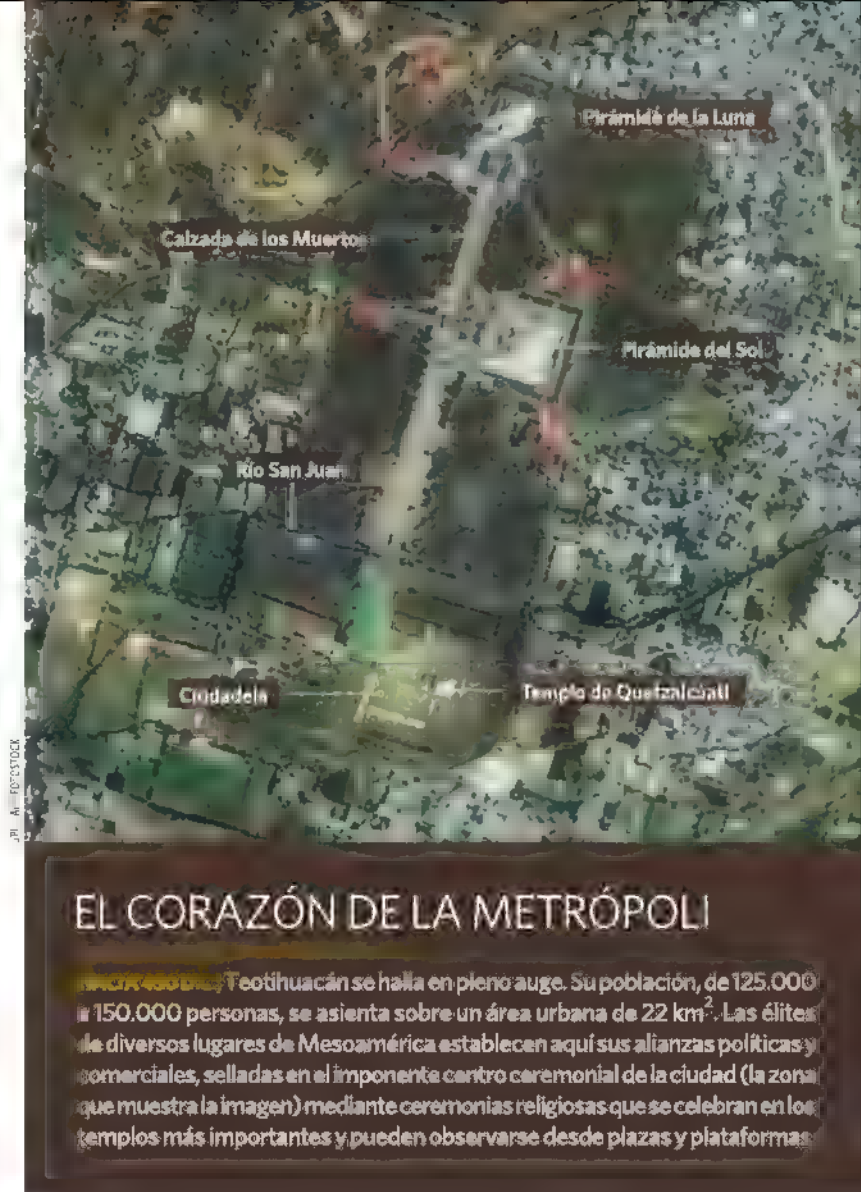 Pirámide de la Luna
Calzada de los Muertos
Pirámide del Sol
Río San Juan
Ciudadela
Templo de Quetzalcóatl
FOTOSTOCK
EL CORAZÓN DE LA METRÓPOLI
Teotihuacán se halla en pleno auge. Su población, de 125.000
a 150.000 personas, se asienta sobre un área urbana de 22 km². Las élites
de diversos lugares de Mesoamérica establecen aquí sus alianzas políticas y
comerciales, selladas en el imponente centro ceremonial de la ciudad (la zona
que muestra la imagen) mediante ceremonias religiosas que se celebran en los
templos más importantes y pueden observarse desde plazas y plataformas